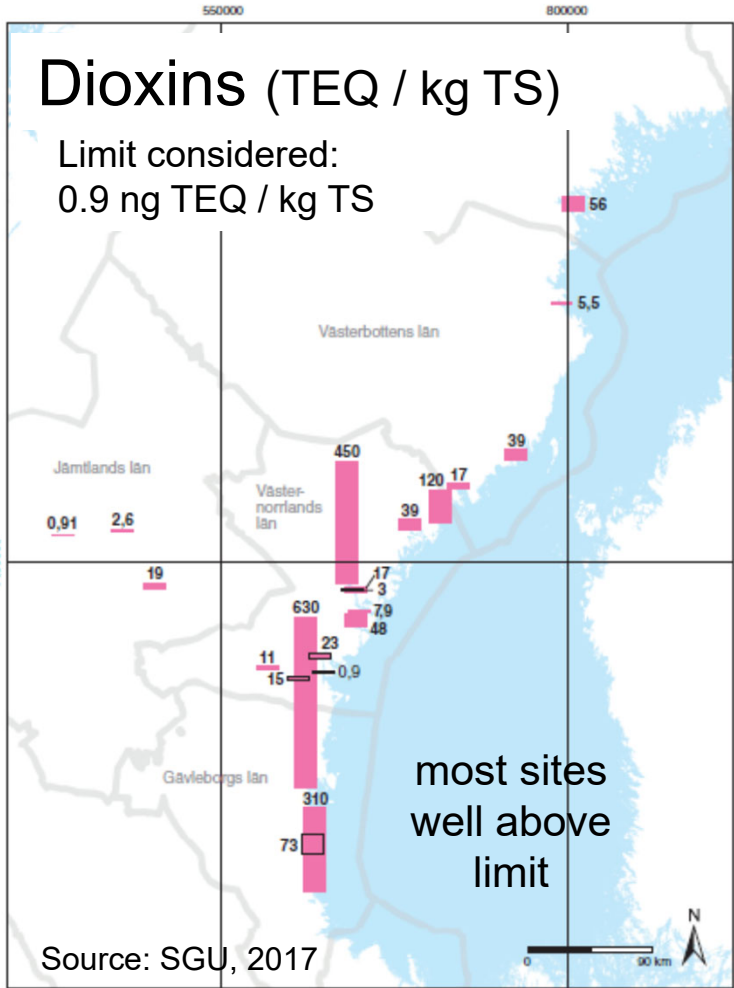 550000
800000
Dioxins (TEQ / kg TS)
Limit considered:
0.9 ng TEQ / kg TS
56
5,5
Västerbottens län
39
450
Jämtlands län
Väster-
norrlands
län
120
17
39
0,91
2,6
19
17
3
630
7,9
48
23
11
0,9
15
Gävleborgs län
310
73
most sites
well above
limit
N
Source: SGU, 2017
0
90 km